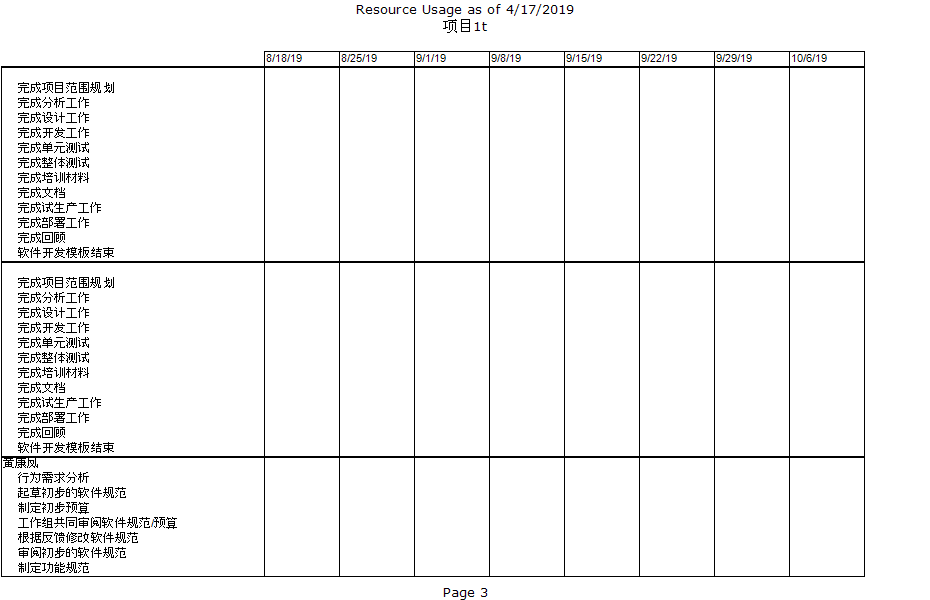 Resource Usage as of 4/17/2019
项目1t
8/18/19 8/25/19 9/1/19 9/8/19 9/15/19 9/22/19 9/29/19 10/6/19
完成项目范围规划
完成分析工作
完成设计工作
完成开发工作
完成单元测试
完成整体测试
完成培训材料
完成文档
完成试生产工作
完成部署工作
完成回顾
软件开发模板结束
完成项目范围规划
完成分析工作
完成设计工作
完成开发工作
完成单元测试
完成整体测试
完成培训材料
完成文档
完成试生产工作
完成部署工作
完成回顾
软件开发模板结束
黄康凤
行为需求分析
起草初步的软件规范
制定初步预算
工作组共同审阅软件规范/预算
根据反馈修改软件规范
审阅初步的软件规范
制定功能规范
Page 3